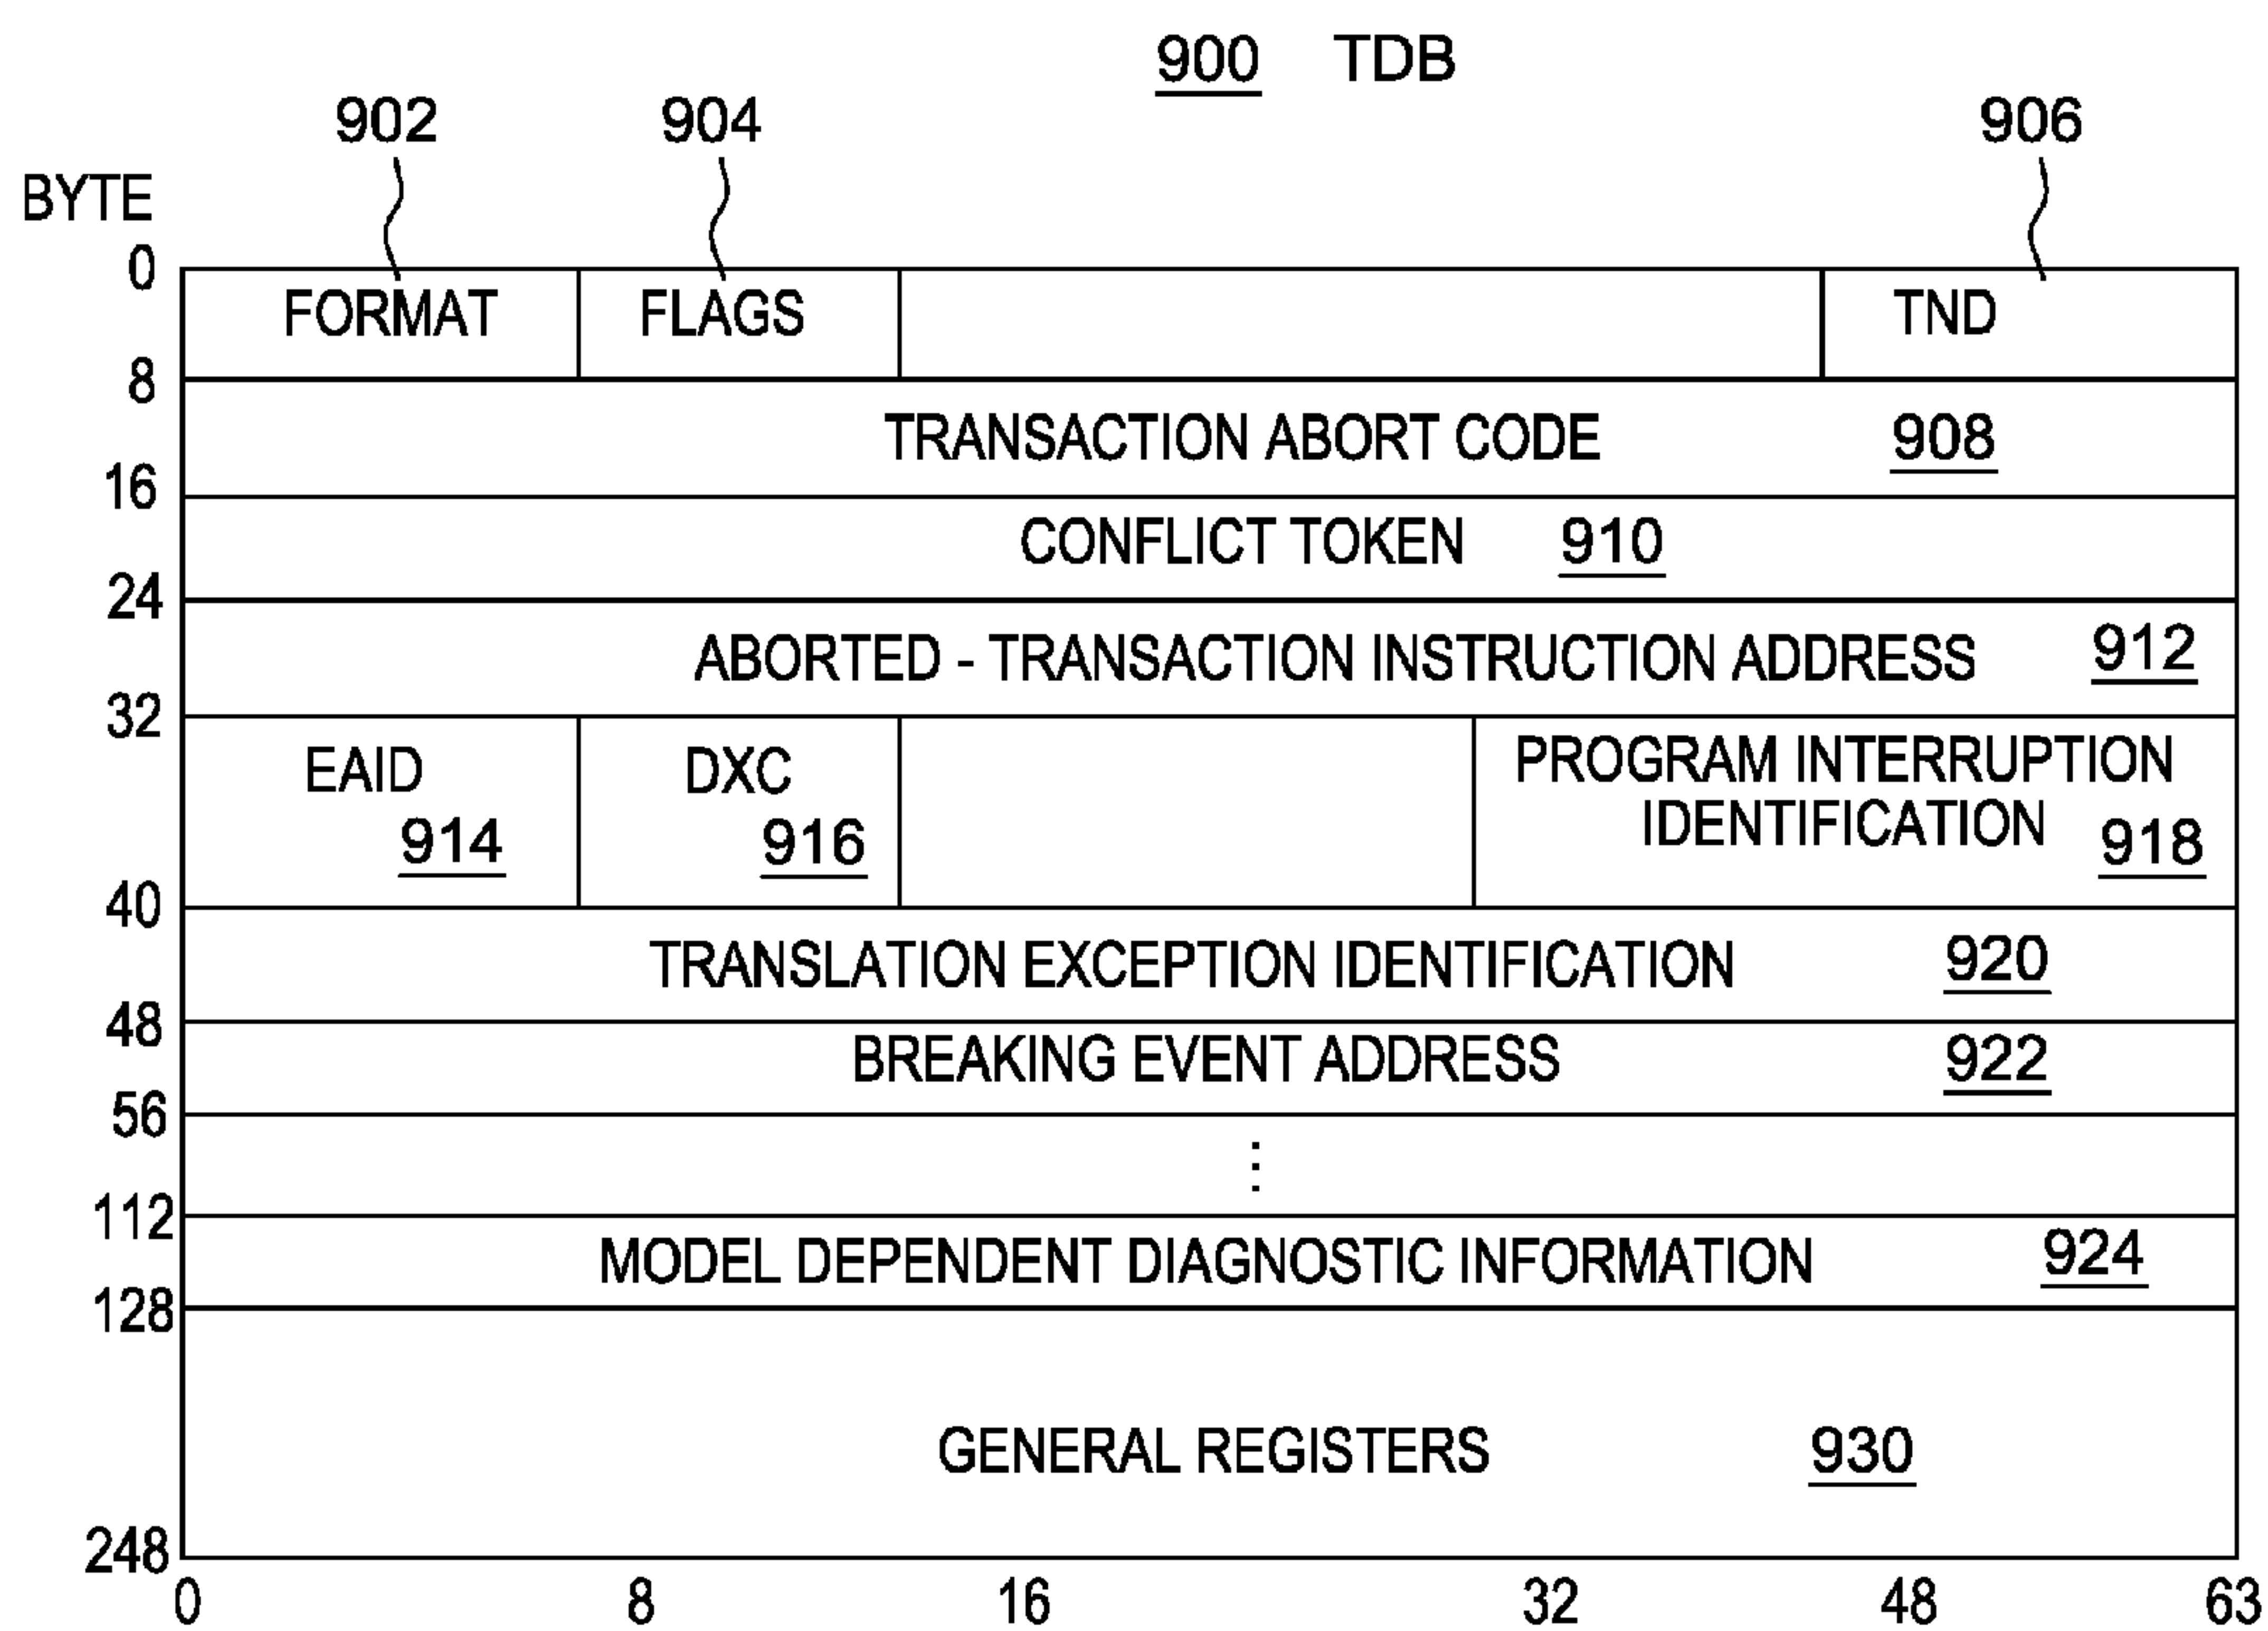 900 TDB
902 904 906
BYTE
0
FORMAT FLAGS TND
8
TRANSACTION ABORT CODE 908
16
CONFLICT TOKEN 910
24
ABORTED - TRANSACTION INSTRUCTION ADDRESS 912
32
EAID 914
DXC 916
PROGRAM INTERRUPTION
IDENTIFICATION 918
40
TRANSLATION EXCEPTION IDENTIFICATION 920
48
BREAKING EVENT ADDRESS 922
56
⋮
112
MODEL DEPENDENT DIAGNOSTIC INFORMATION 924
128
GENERAL REGISTERS 930
248
0 8 16 32 48 63